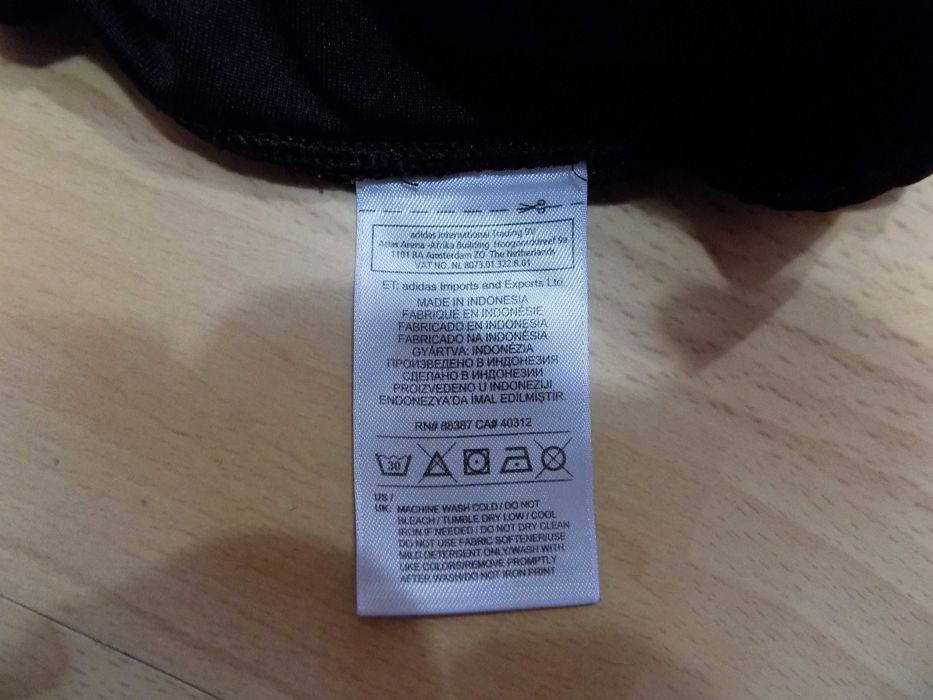 adidas International Trading BV
Atlas Arena -Afrika Building Hoogoorddreef 9a
1101 BA Amsterdam ZO The Netherlands
VAT NO. NL 8073.01.322.B.01
ET: adidas Imports and Exports Ltd
MADE IN INDONESIA
FABRIQUÉ EN INDONÉSIE
FABRICADO EN INDONESIA
FABRICADO NA INDONÉSIA
GYÁRTVA: INDONÉZIA
ПРОИЗВЕДЕНО В ИНДОНЕЗИЯ
СДЕЛАНО В ИНДОНЕЗИИ
PROIZVEDENO U INDONEZIJI
ENDONEZYA'DA İMAL EDİLMİŞTİR.
RN# 88387 CA# 40312
30
US /
UK: MACHINE WASH COLD / DO NOT
BLEACH / TUMBLE DRY LOW / COOL
IRON IF NEEDED / DO NOT DRY CLEAN
DO NOT USE FABRIC SOFTENER/USE
MILD DETERGENT ONLY/WASH WITH
LIKE COLORS/REMOVE PROMPTLY
AFTER WASH/DO NOT IRON PRINT